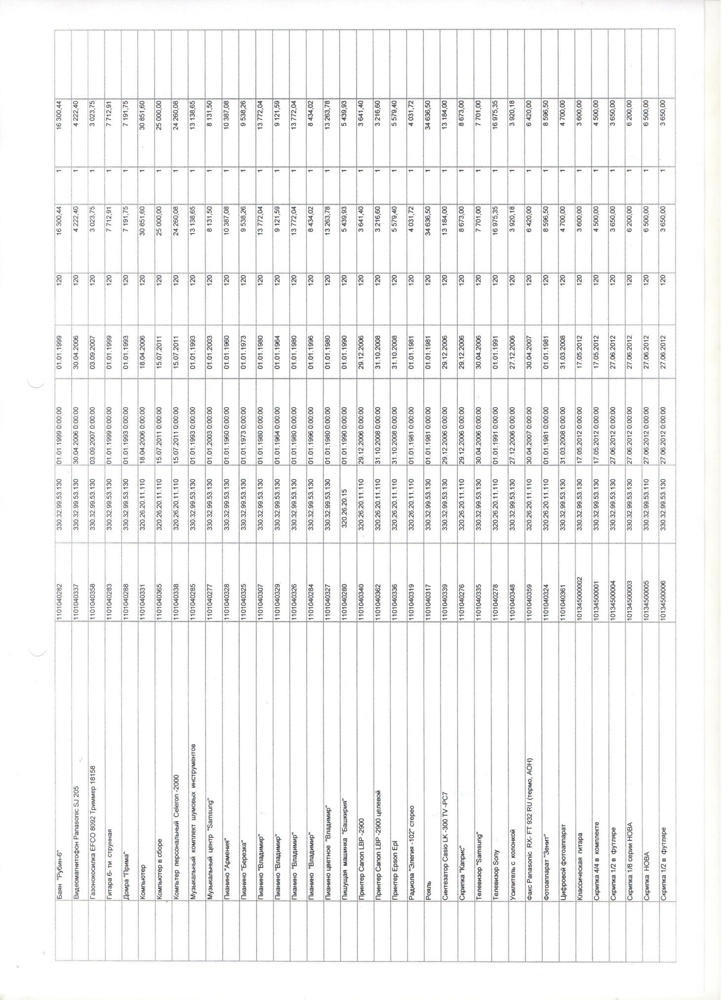 Баян "Рубин-6" 1101040282 330.32.99.53.130 01.01.1999 0:00:00 01.01.1999 120 16 300,44 1 16 300,44
Видеомагнитофон Panasonic SJ 205 1101040337 330.32.99.53.130 30.04.2006 0:00:00 30.04.2006 120 4 222,40 1 4 222,40
Газонокосилка EFCO 8092 Триммер 18158 1101040358 330.32.99.53.130 03.09.2007 0:00:00 03.09.2007 120 3 023,75 1 3 023,75
Гитара 6- ти струнная 1101040283 330.32.99.53.130 01.01.1999 0:00:00 01.01.1999 120 7 712,91 1 7 712,91
Домра "Прима" 1101040288 330.32.99.53.130 01.01.1993 0:00:00 01.01.1993 120 7 191,75 1 7 191,75
Компьютер 1101040331 320.26.20.11.110 18.04.2006 0:00:00 18.04.2006 120 30 851,60 1 30 851,60
Компьютер в сборе 1101040365 320.26.20.11.110 15.07.2011 0:00:00 15.07.2011 120 25 000,00 1 25 000,00
Компьтер персональный Celeron -2000 1101040338 320.26.20.11.110 15.07.2011 0:00:00 15.07.2011 120 24 260,08 1 24 260,08
Музыкальный комплект шумовых инструментов 1101040285 330.32.99.53.130 01.01.1993 0:00:00 01.01.1993 120 13 138,65 1 13 138,65
Музыкальный центр "Samsung" 1101040277 330.32.99.53.130 01.01.2003 0:00:00 01.01.2003 120 8 131,50 1 8 131,50
Пианино "Армения" 1101040328 330.32.99.53.130 01.01.1960 0:00:00 01.01.1960 120 10 387,08 1 10 387,08
Пианино "Березка" 1101040325 330.32.99.53.130 01.01.1973 0:00:00 01.01.1973 120 9 538,26 1 9 538,26
Пианино "Владимир" 1101040307 330.32.99.53.130 01.01.1980 0:00:00 01.01.1980 120 13 772,04 1 13 772,04
Пианино "Владимир" 1101040329 330.32.99.53.130 01.01.1964 0:00:00 01.01.1964 120 9 121,59 1 9 121,59
Пианино "Владимир" 1101040326 330.32.99.53.130 01.01.1980 0:00:00 01.01.1980 120 13 772,04 1 13 772,04
Пианино "Владимир" 1101040284 330.32.99.53.130 01.01.1996 0:00:00 01.01.1996 120 8 434,02 1 8 434,02
Пианино цветное "Владимир" 1101040327 330.32.99.53.130 01.01.1980 0:00:00 01.01.1980 120 13 263,78 1 13 263,78
Пишущая машинка "Башкирия" 1101040280 320.26.20.15 01.01.1990 0:00:00 01.01.1990 120 5 439,93 1 5 439,93
Принтер Canon LBP -2900 1101040340 320.26.20.11.110 29.12.2006 0:00:00 29.12.2006 120 3 641,40 1 3 641,40
Принтер Canon LBP -2900 целевой 1101040362 320.26.20.11.110 31.10.2008 0:00:00 31.10.2008 120 3 216,60 1 3 216,60
Принтер Epson Epl 1101040336 320.26.20.11.110 31.10.2008 0:00:00 31.10.2008 120 5 579,40 1 5 579,40
Радиола "Элегия -102" стерео 1101040319 320.26.20.11.110 01.01.1981 0:00:00 01.01.1981 120 4 031,72 1 4 031,72
Рояль 1101040317 330.32.99.53.130 01.01.1981 0:00:00 01.01.1981 120 34 636,50 1 34 636,50
Синтезатор Casio LK -300 TV -PC7 1101040339 330.32.99.53.130 29.12.2006 0:00:00 29.12.2006 120 13 184,00 1 13 184,00
Скрипка "Каприс" 1101040276 320.26.20.11.110 29.12.2006 0:00:00 29.12.2006 120 8 673,00 1 8 673,00
Телевизор "Samsung" 1101040335 330.32.99.53.130 30.04.2006 0:00:00 30.04.2006 120 7 701,00 1 7 701,00
Телевизор Sony 1101040278 320.26.20.11.110 01.01.1991 0:00:00 01.01.1991 120 16 975,35 1 16 975,35
Усилитель с колонкой 1101040348 330.32.99.53.130 27.12.2006 0:00:00 27.12.2006 120 3 920,18 1 3 920,18
Факс Panasonic RX- FT 932 RU (термо, АОН) 1101040359 320.26.20.11.110 30.04.2007 0:00:00 30.04.2007 120 6 420,00 1 6 420,00
Фотоаппарат "Зенит" 1101040324 320.26.20.11.110 01.01.1981 0:00:00 01.01.1981 120 8 596,50 1 8 596,50
Цифровой фотоаппарат 1101040361 330.32.99.53.130 31.03.2008 0:00:00 31.03.2008 120 4 700,00 1 4 700,00
Классическая гитара 10134500002 330.32.99.53.130 17.05.2012 0:00:00 17.05.2012 120 3 600,00 1 3 600,00
Скрипка 4/4 в комплекте 10134500001 330.32.99.53.130 17.05.2012 0:00:00 17.05.2012 120 4 500,00 1 4 500,00
Скрипка 1/2 в футляре 10134500004 330.32.99.53.130 27.06.2012 0:00:00 27.06.2012 120 3 650,00 1 3 650,00
Скрипка 1/8 серии НОВА 10134500003 330.32.99.53.130 27.06.2012 0:00:00 27.06.2012 120 6 200,00 1 6 200,00
Скрипка НОВА 10134500005 330.32.99.53.110 27.06.2012 0:00:00 27.06.2012 120 6 500,00 1 6 500,00
Скрипка 1/2 в футляре 10134500006 330.32.99.53.130 27.06.2012 0:00:00 27.06.2012 120 3 650,00 1 3 650,00